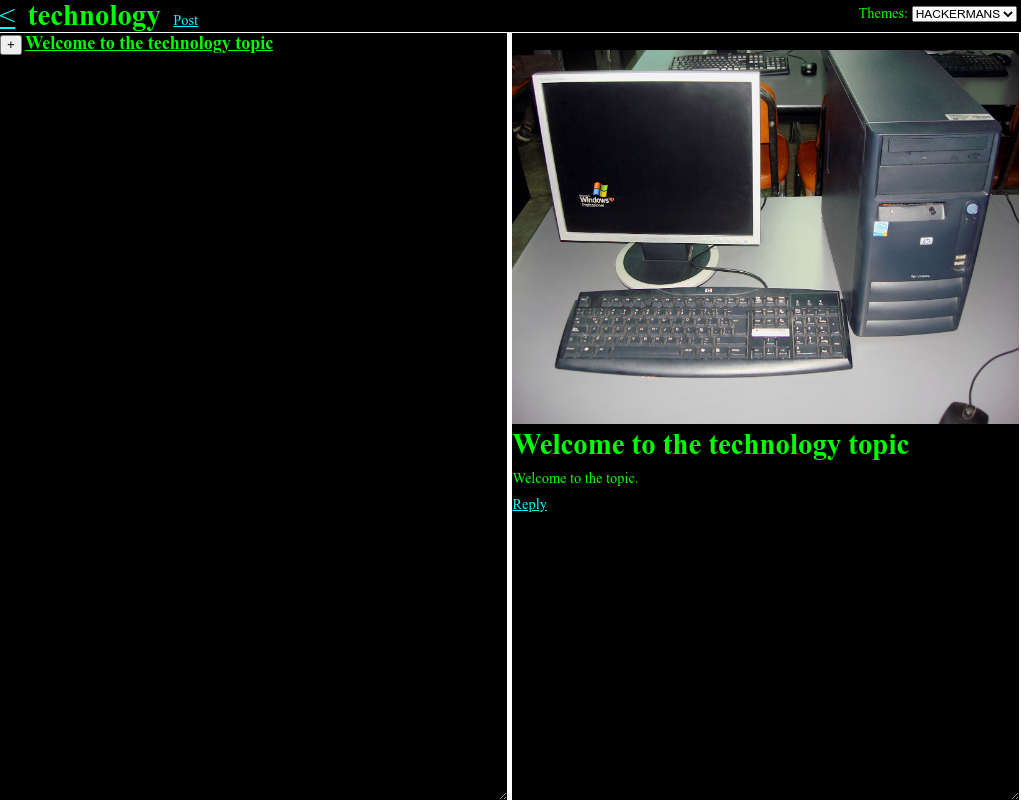 < technology Post Themes: HACKERMANS
+ Welcome to the technology topic
Windows xp
Professional
hp
Welcome to the technology topic
Welcome to the topic.
Reply